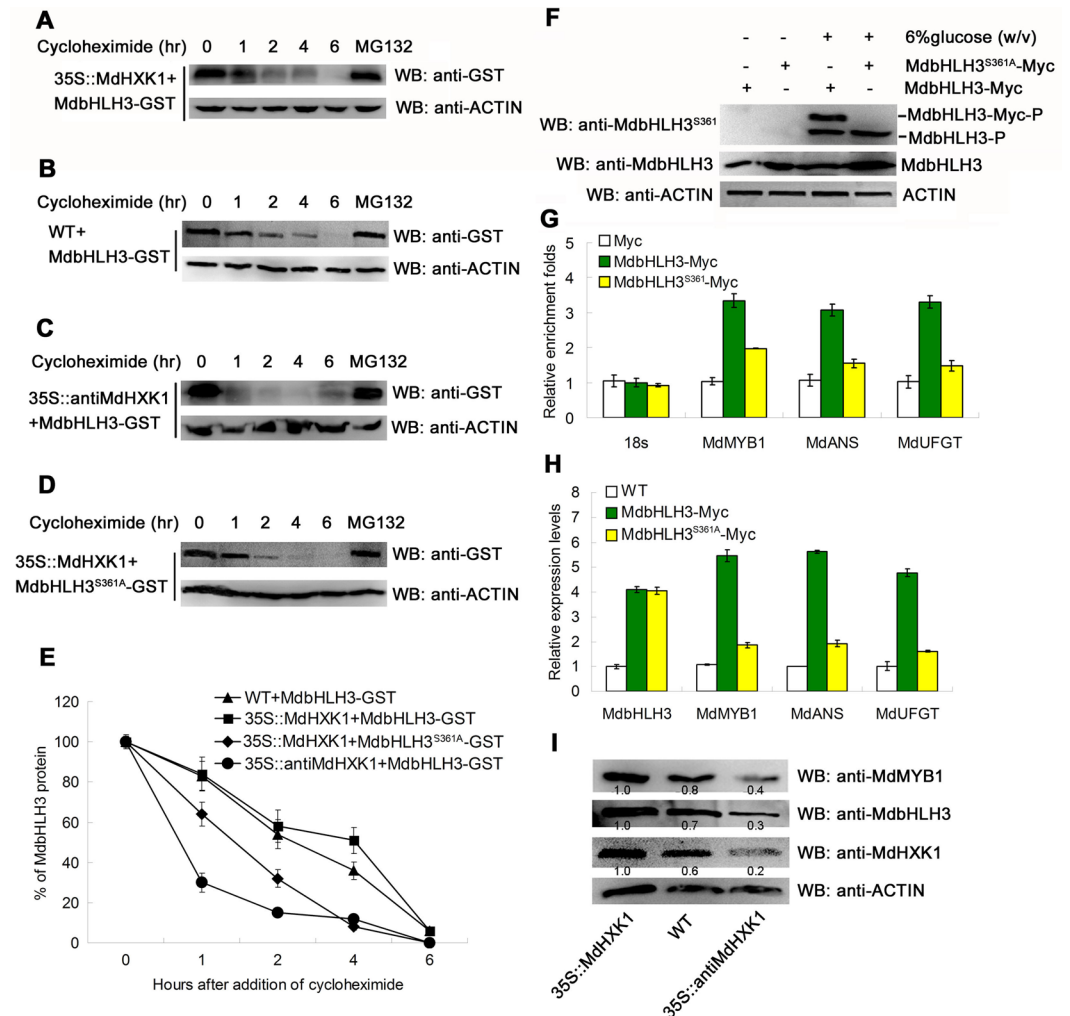 A
Cycloheximide (hr) 0 1 2 4 6 MG132
35S::MdHXK1+
MdbHLH3-GST
WB: anti-GST
WB: anti-ACTIN
B
Cycloheximide (hr) 0 1 2 4 6 MG132
WT+
MdbHLH3-GST
WB: anti-GST
WB: anti-ACTIN
C
Cycloheximide (hr) 0 1 2 4 6 MG132
35S::antiMdHXK1
+MdbHLH3-GST
WB: anti-GST
WB: anti-ACTIN
D
Cycloheximide (hr) 0 1 2 4 6 MG132
35S::MdHXK1+
MdbHLH3S361A-GST
WB: anti-GST
WB: anti-ACTIN
E
% of MdbHLH3 protein
120
100
80
60
40
20
0
WT+MdbHLH3-GST
35S::MdHXK1+MdbHLH3-GST
35S::MdHXK1+MdbHLH3S361A-GST
35S::antiMdHXK1+MdbHLH3-GST
0 1 2 4 6
Hours after addition of cycloheximide
F
- - + + 6%glucose (w/v)
- + - + MdbHLH3S361A-Myc
+ - + - MdbHLH3-Myc
WB: anti-MdbHLH3S361
-MdbHLH3-Myc-P
-MdbHLH3-P
WB: anti-MdbHLH3 MdbHLH3
WB: anti-ACTIN ACTIN
G
Relative enrichment folds
5
4
3
2
1
0
Myc
MdbHLH3-Myc
MdbHLH3S361-Myc
18s MdMYB1 MdANS MdUFGT
H
Relative expression levels
8
7
6
5
4
3
2
1
0
WT
MdbHLH3-Myc
MdbHLH3S361A-Myc
MdbHLH3 MdMYB1 MdANS MdUFGT
I
WB: anti-MdMYB1
1.0 0.8 0.4
WB: anti-MdbHLH3
1.0 0.7 0.3
WB: anti-MdHXK1
1.0 0.6 0.2
WB: anti-ACTIN
35S::MdHXK1
WT
35S::antiMdHXK1